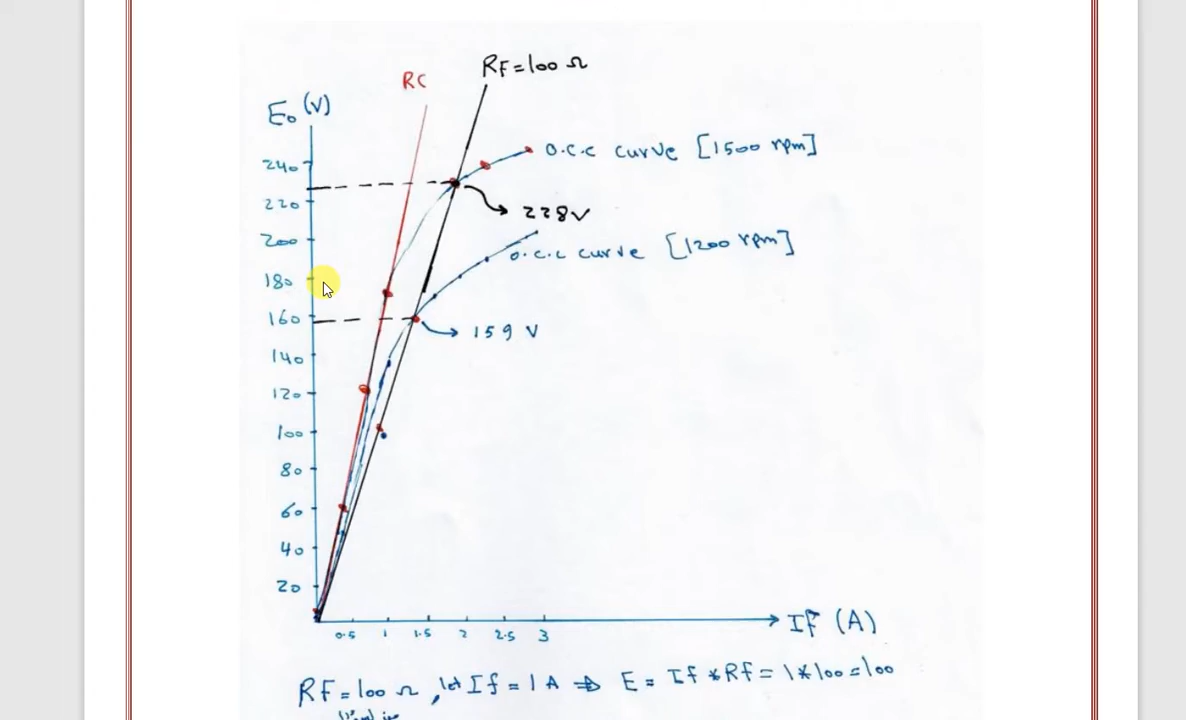 RC
RF=100 Ω
E₀ (V)
O.C.C curve [1500 rpm]
240
228V
220
200
O.C.C curve [1200 rpm]
180
160
159 V
140
120
100
80
60
40
20
0.5 1 1.5 2 2.5 3
If (A)
RF=100 Ω, let If = 1 A ⇒ E = If * Rf = 1*100=100